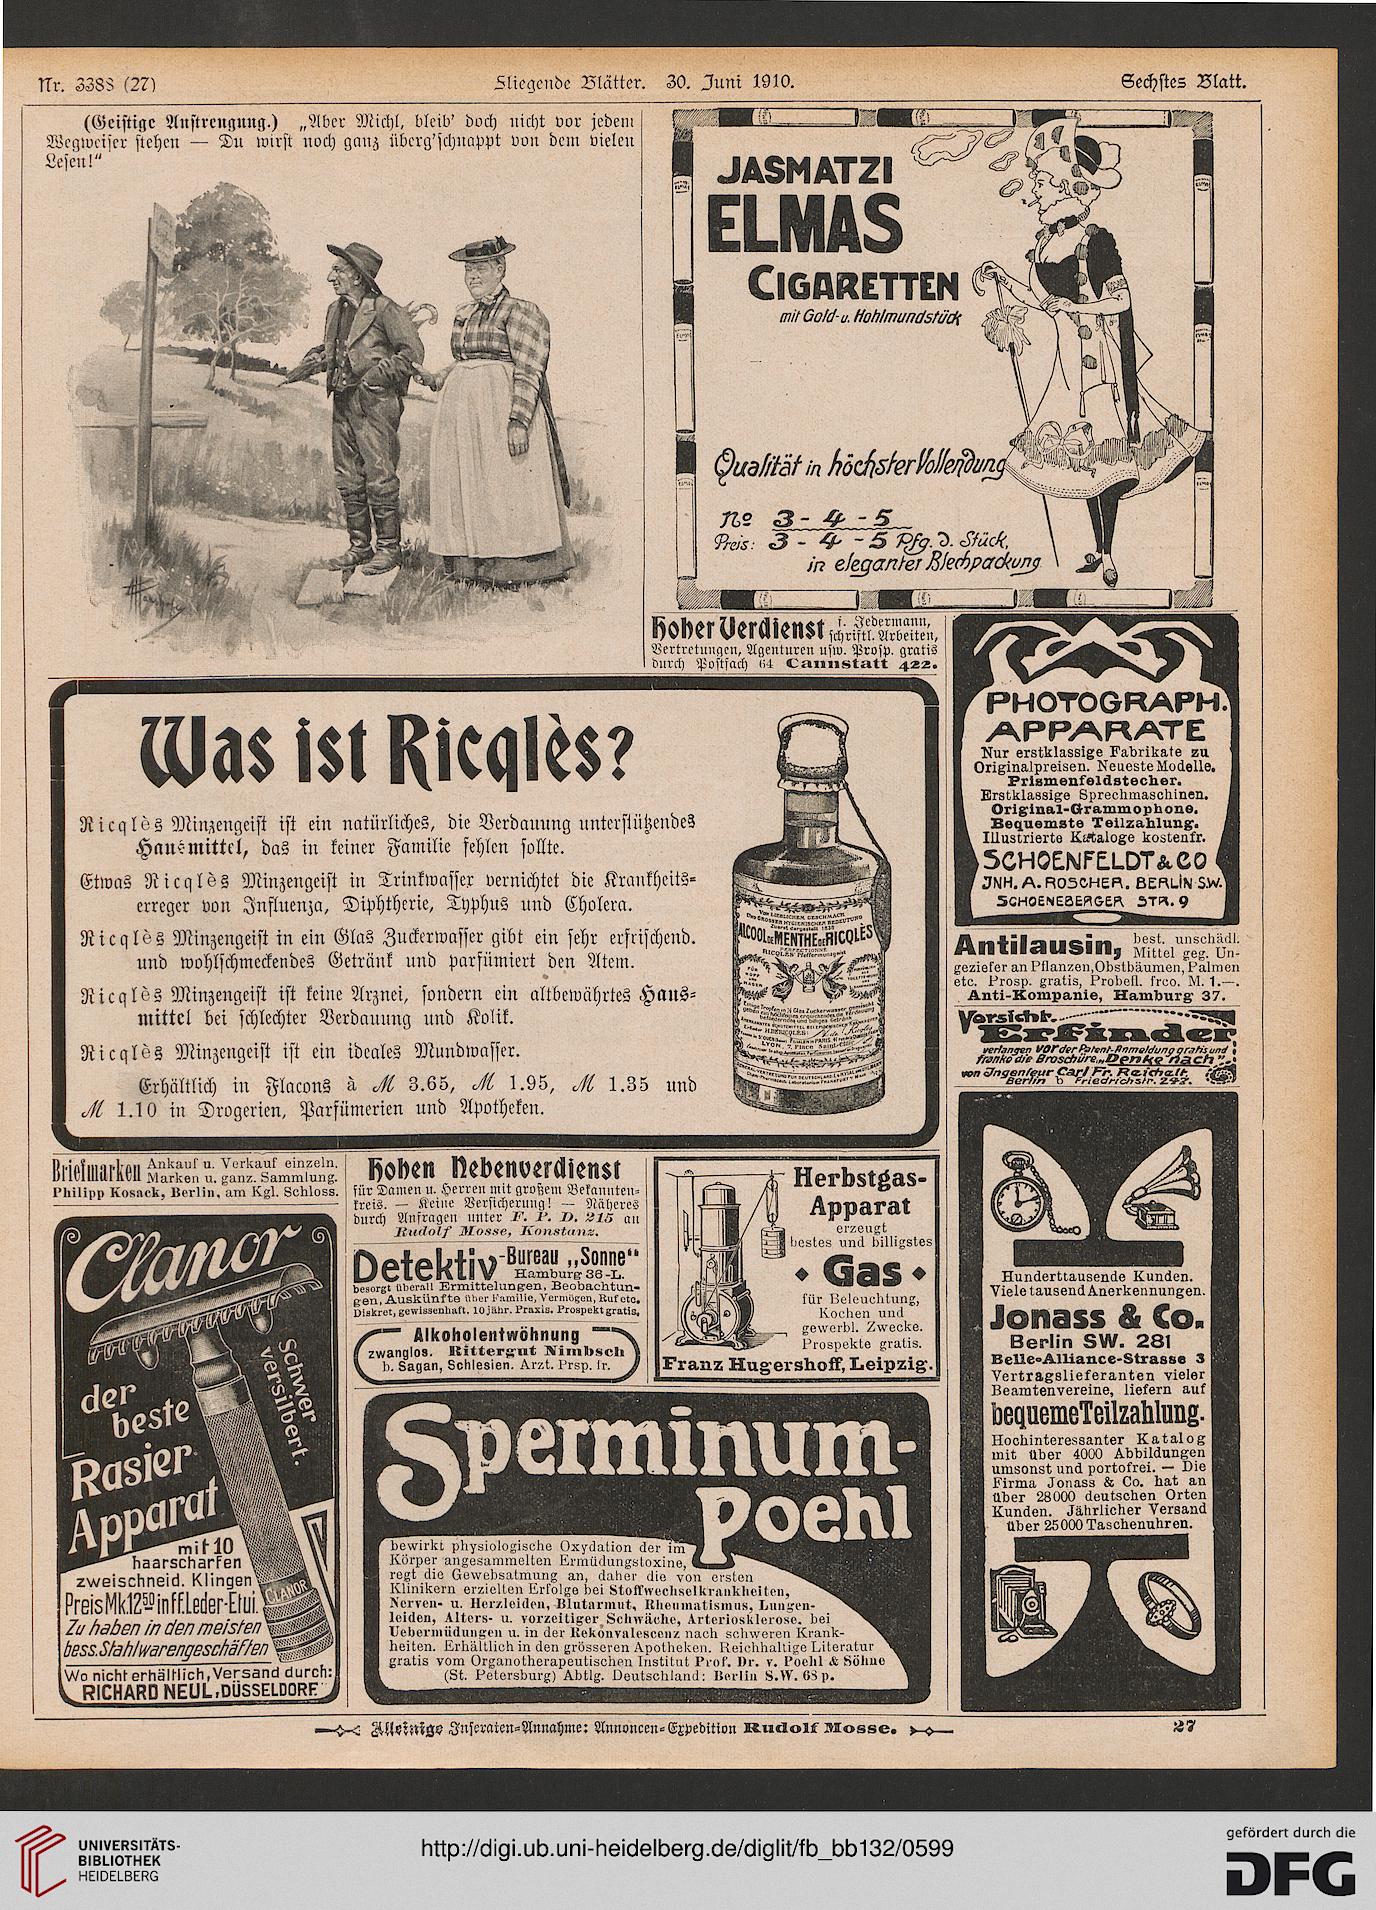 Nr. 3388 (27)
Fliegende Blätter. 30. Juni 1910.
Sechstes Blatt.
(Geistige Anstrengung.) „Aber Michl, bleib' doch nicht vor jedem
Wegweiser stehen — Du wirst noch ganz überg'schnappt von dem vielen
Lesen!“
JASMATZI
ELMAS
CIGARETTEN
mit Gold- u. Hohlmundstück
Qualität in höchster Vollendung
No 3 - 4 - 5
Preis: 3 - 4 - 5 Pfg. d. Stück,
in eleganter Blechpackung
Hoher Verdienst f. Jedermann,
schriftl. Arbeiten,
Vertretungen, Agenturen usw. Prosp. gratis
durch Postfach 64 Cannstatt 422.
Was ist Ricqlès?
Ricqlès Minzengeist ist ein natürliches, die Verdauung unterstützendes
Hausmittel, das in keiner Familie fehlen sollte.
Etwas Ricqlès Minzengeist in Trinkwasser vernichtet die Krankheits-
erreger von Influenza, Diphtherie, Typhus und Cholera.
Ricqlès Minzengeist in ein Glas Zuckerwasser gibt ein sehr erfrischend.
und wohlschmeckendes Getränk und parfümiert den Atem.
Ricqlès Minzengeist ist keine Arznei, sondern ein altbewährtes Haus-
mittel bei schlechter Verdauung und Kolik.
Ricqlès Minzengeist ist ein ideales Mundwasser.
Erhältlich in Flacons à M 3.65, M 1.95, M 1.35 und
M 1.10 in Drogerien, Parfümerien und Apotheken.
VON LIEBLICHEM GESCHMACK
ALCOOL DE MENTHE DE RICQLÈS
PHOTOGRAPH.
APPARATE
Nur erstklassige Fabrikate zu
Originalpreisen. Neueste Modelle.
Prismenfeldstecher.
Erstklassige Sprechmaschinen.
Original-Grammophone.
Bequemste Teilzahlung.
Illustrierte Kataloge kostenfr.
SCHOENFELDT & CO
JNH. A. ROSCHER. BERLIN S.W.
SCHOENEBERGER STR. 9
Antilausin, best. unschädl.
Mittel geg. Un-
geziefer an Pflanzen, Obstbäumen, Palmen
etc. Prosp. gratis, Probefl. frco. M. 1.—.
Anti-Kompanie, Hamburg 37.
Vorsicht.
Erfinder
verlangen vor der Patent-Anmeldung gratis und
franko die Broschüre „Denke nach“
von Ingenieur Carl Fr. Reichelt.
Berlin b Friedrichstr. 242.
Briefmarken Ankauf u. Verkauf einzeln.
Marken u. ganz. Sammlung.
Philipp Kosack, Berlin, am Kgl. Schloss.
Clanor
Schwer
versilbert.
der
beste
Rasier-
Apparat
mit 10
haarscharfen
zweischneid. Klingen
Preis Mk. 12 50 in ff. Leder-Etui.
CLANOR
Zu haben in den meisten
bess. Stahlwarengeschäften
Wo nicht erhältlich, Versand durch:
RICHARD NEUL, DÜSSELDORF
Hohen Nebenverdienst
für Damen u. Herren mit großem Bekannten-
kreis. — Keine Versicherung! — Näheres
durch Anfragen unter F. P. D. 215 an
Rudolf Mosse, Konstanz.
Detektiv-Bureau „Sonne“
Hamburg 36-L.
besorgt überall Ermittelungen, Beobachtun-
gen, Auskünfte über Familie, Vermögen, Ruf etc.
Diskret, gewissenhaft. 10jähr. Praxis. Prospekt gratis.
Alkoholentwöhnung
zwanglos. Rittergut Nimbsch
b. Sagan, Schlesien. Arzt. Prsp. fr.
Herbstgas-
Apparat
erzeugt
bestes und billigstes
Gas
für Beleuchtung,
Kochen und
gewerbl. Zwecke.
Prospekte gratis.
Franz Hugershoff, Leipzig.
Sperminum-
Poehl
bewirkt physiologische Oxydation der im
Körper angesammelten Ermüdungstoxine,
regt die Gewebsatmung an, daher die von ersten
Klinikern erzielten Erfolge bei Stoffwechselkrankheiten,
Nerven- u. Herzleiden, Blutarmut, Rheumatismus, Lungen-
leiden, Alters- u. vorzeitiger Schwäche, Arteriosklerose, bei
Uebermüdungen u. in der Rekonvalescenz nach schweren Krank-
heiten. Erhältlich in den grösseren Apotheken. Reichhaltige Literatur
gratis vom Organotherapeutischen Institut Prof. Dr. v. Poehl & Söhne
(St. Petersburg) Abtlg. Deutschland: Berlin S.W. 68 p.
Hunderttausende Kunden.
Viele tausend Anerkennungen.
Jonass & Co.
Berlin SW. 281
Belle-Alliance-Strasse 3
Vertragslieferanten vieler
Beamtenvereine, liefern auf
bequeme Teilzahlung.
Hochinteressanter Katalog
mit über 4000 Abbildungen
umsonst und portofrei. — Die
Firma Jonass & Co. hat an
über 28000 deutschen Orten
Kunden. Jährlicher Versand
über 25000 Taschenuhren.
Alleinige Inseraten-Annahme: Annoncen-Expedition Rudolf Mosse.
27
UNIVERSITÄTS-
BIBLIOTHEK
HEIDELBERG
http://digi.ub.uni-heidelberg.de/diglit/fb_bb132/0599
gefördert durch die
DFG